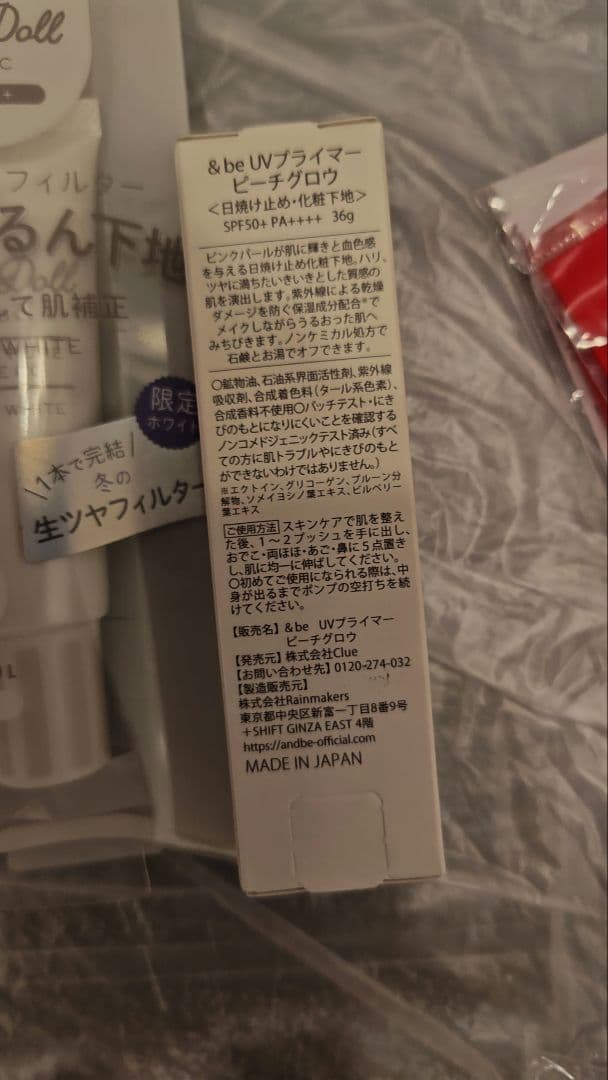 Doll
C
フィルター
るん下地
て肌補正
WHITE
WHITE
限定
ホワイト
1本で完結
冬の
生ツヤフィルター
&be UVプライマー
ピーチグロウ
<日焼け止め・化粧下地>
SPF50+ PA++++ 36g
ピンクパールが肌に輝きと血色感
を与える日焼け止め化粧下地。ハリ、
ツヤに満ちたいきいきとした質感の
肌を演出します。紫外線による乾燥
ダメージを防ぐ保湿成分配合※で
メイクしながらうるおった肌へ
みちびきます。ノンケミカル処方で
石鹸とお湯でオフできます。
〇鉱物油、石油系界面活性剤、紫外線
吸収剤、合成着色料(タール系色素)、
合成香料不使用〇パッチテスト・にき
びのもとになりにくいことを確認する
ノンコメドジェニックテスト済み(すべ
ての方に肌トラブルやにきびのもと
ができないわけではありません。)
※エクトイン、グリコーゲン、プルーン分
解物、ソメイヨシノ葉エキス、ビルベリー
葉エキス
ご使用方法 スキンケアで肌を整え
た後、1〜2プッシュを手に出し、
おでこ・両ほほ・あご・鼻に5点置き
し、肌に均一に伸ばしてください。
〇初めてご使用になられる際は、中
身が出るまでポンプの空打ちを続
けてください。
【販売名】&be UVプライマー
ピーチグロウ
【発売元】株式会社Clue
【お問い合わせ先】0120-274-032
【製造販売元】
株式会社Rainmakers
東京都中央区新富一丁目8番9号
+SHIFT GINZA EAST 4階
https://andbe-official.com
MADE IN JAPAN